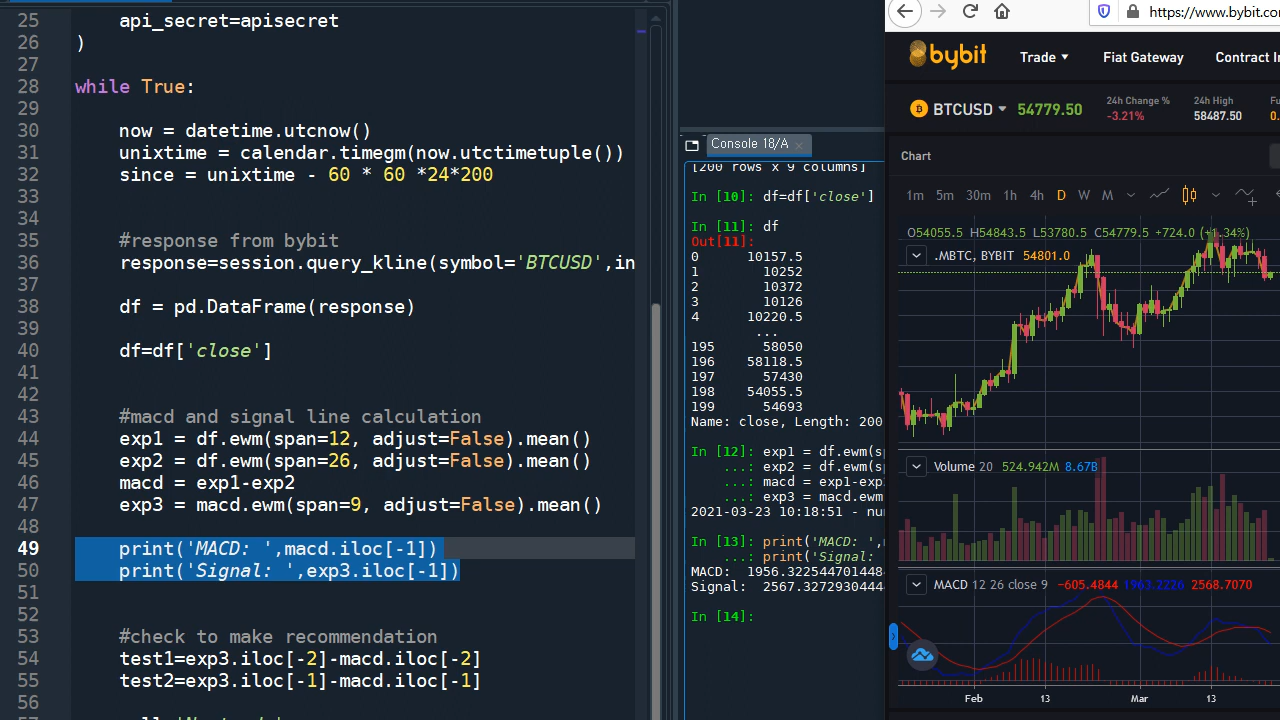 25 api_secret=apisecret
26 )
27
28 while True:
29
30 now = datetime.utcnow()
31 unixtime = calendar.timegm(now.utctimetuple())
32 since = unixtime - 60 * 60 *24*200
33
34
35 #response from bybit
36 response=session.query_kline(symbol='BTCUSD',in
37
38 df = pd.DataFrame(response)
39
40 df=df['close']
41
42
43 #macd and signal line calculation
44 exp1 = df.ewm(span=12, adjust=False).mean()
45 exp2 = df.ewm(span=26, adjust=False).mean()
46 macd = exp1-exp2
47 exp3 = macd.ewm(span=9, adjust=False).mean()
48
49 print('MACD: ',macd.iloc[-1])
50 print('Signal: ',exp3.iloc[-1])
51
52
53 #check to make recommendation
54 test1=exp3.iloc[-2]-macd.iloc[-2]
55 test2=exp3.iloc[-1]-macd.iloc[-1]
56
Console 18/A
[200 rows x 9 columns]
In [10]: df=df['close']
In [11]: df
Out[11]:
0 10157.5
1 10252
2 10372
3 10126
4 10220.5
...
195 58050
196 58118.5
197 57430
198 54055.5
199 54693
Name: close, Length: 200
In [12]: exp1 = df.ewm(s
...: exp2 = df.ewm(s
...: macd = exp1-exp
...: exp3 = macd.ewm
2021-03-23 10:18:51 - nu
In [13]: print('MACD: ',
...: print('Signal:
MACD: 1956.322544701448
Signal: 2567.3272930444
In [14]:
https://www.bybit.co
bybit
Trade Fiat Gateway Contract I
BTCUSD 54779.50
24h Change % 24h High Fu
-3.21% 58487.50 0.
Chart
1m 5m 30m 1h 4h D W M
O54055.5 H54843.5 L53780.5 C54779.5 +724.0 (+1.34%)
.MBTC, BYBIT 54801.0
Volume 20 524.942M 8.67B
MACD 12 26 close 9 −605.4844 1963.2226 2568.7070
Feb 13 Mar 13